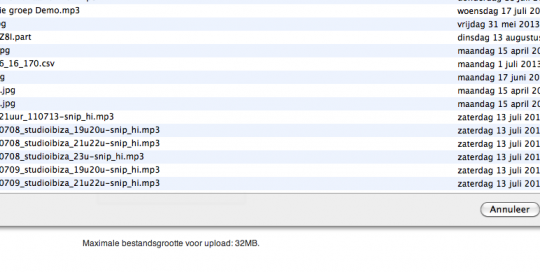 ie groep Demo.mp3 woensdag 17 juli 20
pg vrijdag 31 mei 2013
Z8I.part dinsdag 13 augustus
pg maandag 15 april 20
6_16_170.csv maandag 1 juli 2013
g maandag 17 juni 201
.jpg maandag 15 april 20
.jpg maandag 15 april 20
21uur_110713-snip_hi.mp3 zaterdag 13 juli 201
0708_studioibiza_19u20u-snip_hi.mp3 zaterdag 13 juli 201
0708_studioibiza_21u22u-snip_hi.mp3 zaterdag 13 juli 201
0708_studioibiza_23u-snip_hi.mp3 zaterdag 13 juli 201
0709_studioibiza_19u20u-snip_hi.mp3 zaterdag 13 juli 201
0709_studioibiza_21u22u-snip_hi.mp3 zaterdag 13 juli 201
Annuleer
Maximale bestandsgrootte voor upload: 32MB.